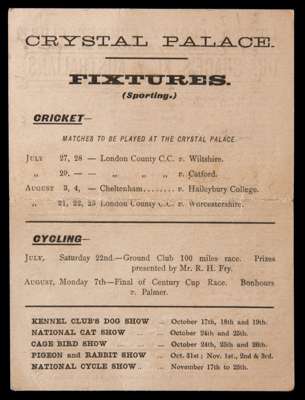 CRYSTAL PALACE.
FIXTURES.
(Sporting.)
CRICKET—
MATCHES TO BE PLAYED AT THE CRYSTAL PALACE.
JULY 27, 28 — London County C.C. v. Wiltshire.
„ 29, — — „ „ „ v. Catford.
AUGUST 3, 4, — Cheltenham........ v. Haileybury College.
„ 21, 22, 23 London County C.C. v. Worcestershire.
CYCLING—
JULY, Saturday 22nd.—Ground Club 100 miles race. Prizes
presented by Mr. R. H. Fry.
AUGUST, Monday 7th—Final of Century Cup Race. Bonhours
v. Palmer.
KENNEL CLUB'S DOG SHOW ... October 17th, 18th and 19th.
NATIONAL CAT SHOW ... ... October 24th and 25th.
CAGE BIRD SHOW ... ... October 24th, 25th and 26th.
PIGEON and RABBIT SHOW ... Oct. 31st; Nov. 1st, 2nd & 3rd.
NATIONAL CYCLE SHOW ... ... November 17th to 25th.